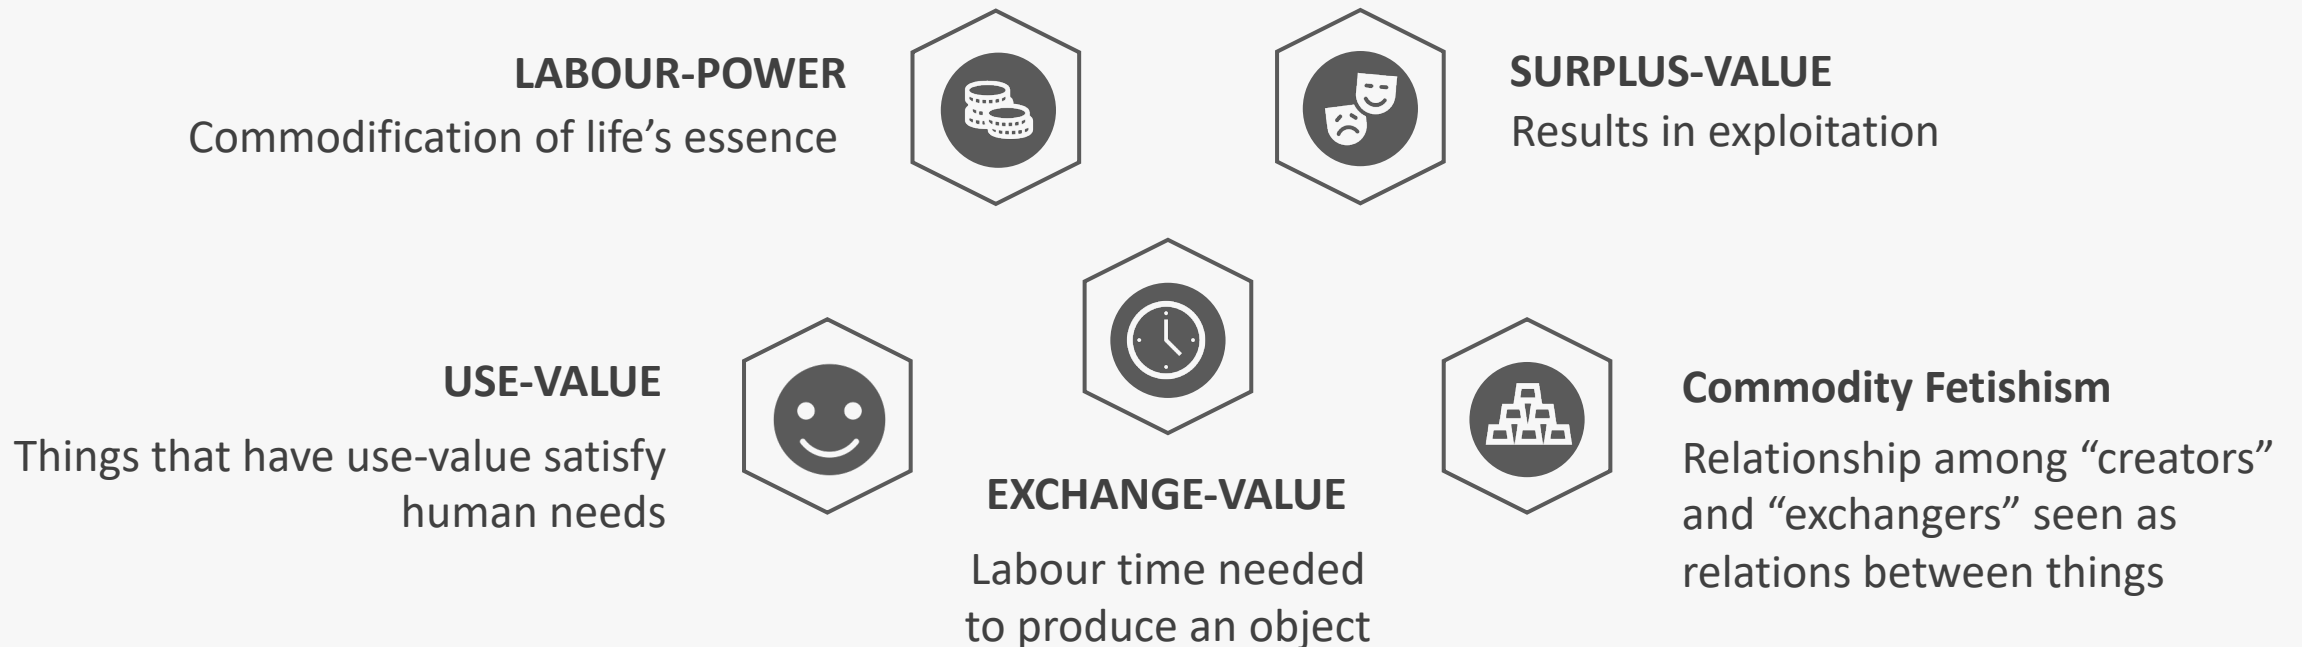 LABOUR-POWER
Commodification of life’s essence
SURPLUS-VALUE
Results in exploitation
USE-VALUE
Things that have use-value satisfy
human needs
EXCHANGE-VALUE
Labour time needed
to produce an object
Commodity Fetishism
Relationship among “creators”
and “exchangers” seen as
relations between things